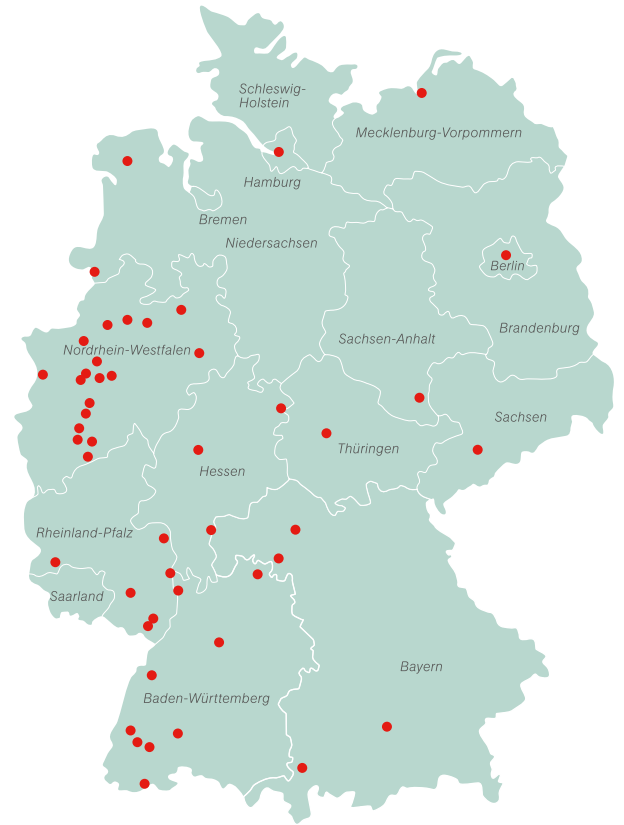 Schleswig-
Holstein
Mecklenburg-Vorpommern
Hamburg
Bremen
Niedersachsen
Berlin
Brandenburg
Sachsen-Anhalt
Nordrhein-Westfalen
Sachsen
Thüringen
Hessen
Rheinland-Pfalz
Saarland
Bayern
Baden-Württemberg